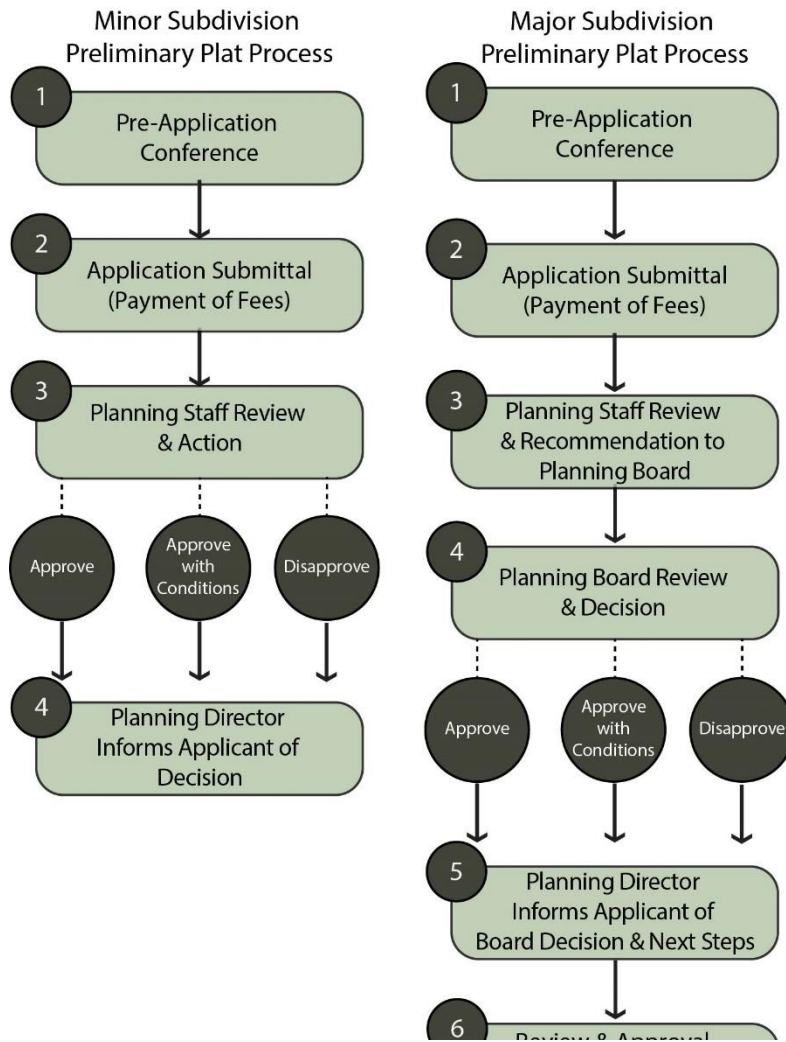 Minor Subdivision
Preliminary Plat Process
1
Pre-Application
Conference
2
Application Submittal
(Payment of Fees)
3
Planning Staff Review
& Action
Approve
Approve
with
Conditions
Disapprove
4
Planning Director
Informs Applicant of
Decision
Major Subdivision
Preliminary Plat Process
1
Pre-Application
Conference
2
Application Submittal
(Payment of Fees)
3
Planning Staff Review
& Recommendation to
Planning Board
4
Planning Board Review
& Decision
Approve
Approve
with
Conditions
Disapprove
5
Planning Director
Informs Applicant of
Board Decision & Next Steps
6
Review & Approval